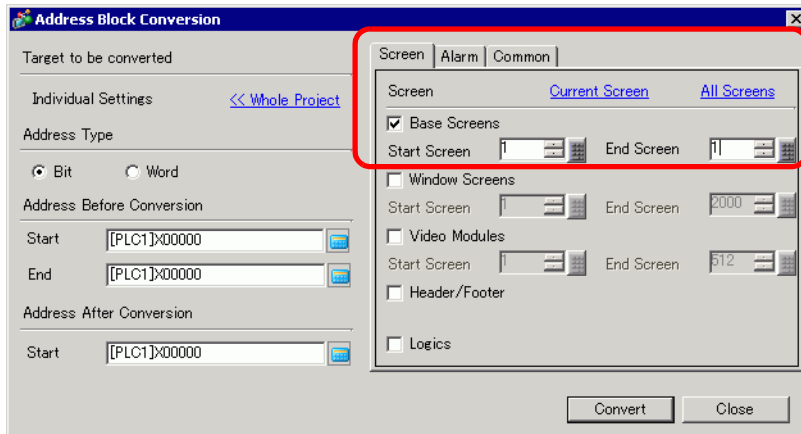 Address Block Conversion
Target to be converted
Individual Settings << Whole Project
Address Type
Bit Word
Address Before Conversion
Start [PLC1]X00000
End [PLC1]X00000
Address After Conversion
Start [PLC1]X00000
Screen Alarm Common
Screen Current Screen All Screens
Base Screens
Start Screen 1 End Screen 1
Window Screens
Start Screen 1 End Screen 2000
Video Modules
Start Screen 1 End Screen 512
Header/Footer
Logics
Convert Close